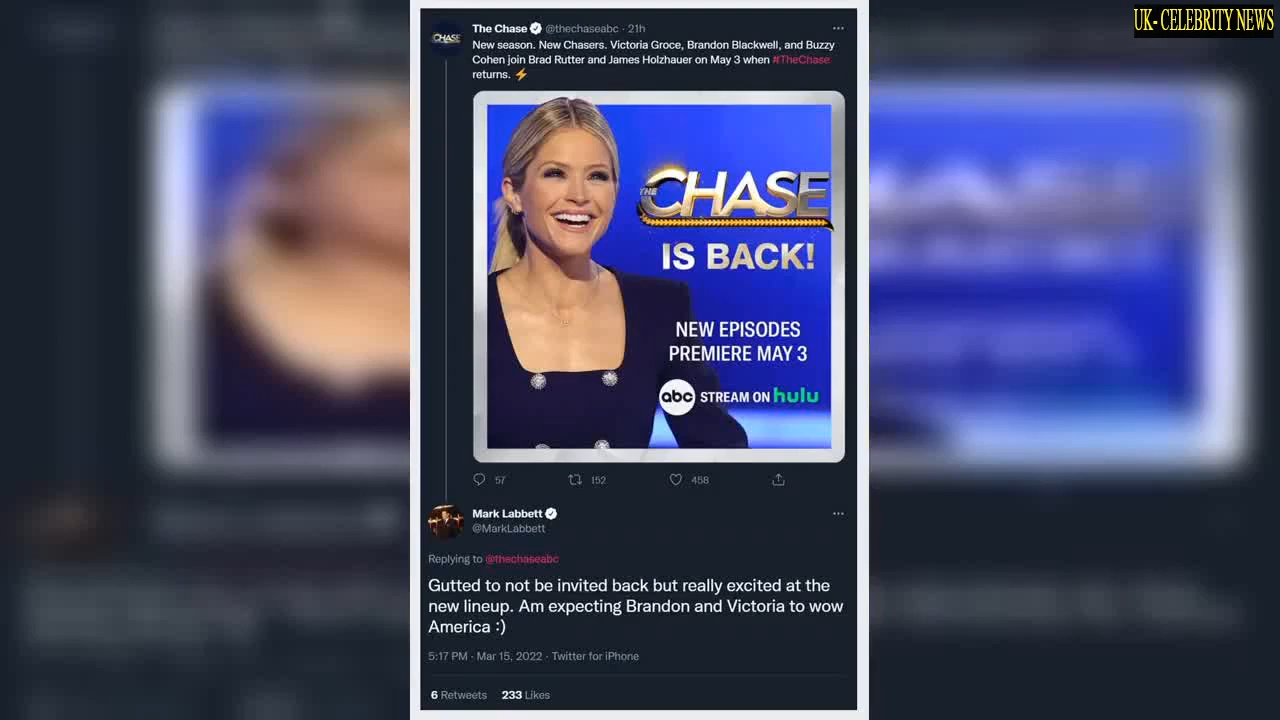 UK- CELEBRITY NEWS
The Chase @thechaseabc · 21h
CHASE
New season. New Chasers. Victoria Groce, Brandon Blackwell, and Buzzy
Cohen join Brad Rutter and James Holzhauer on May 3 when #TheChase
returns. ⚡
THE
CHASE
IS BACK!
NEW EPISODES
PREMIERE MAY 3
abc STREAM ON hulu
57 152 458
Mark Labbett
@MarkLabbett
Replying to @thechaseabc
Gutted to not be invited back but really excited at the
new lineup. Am expecting Brandon and Victoria to wow
America :)
5:17 PM · Mar 15, 2022 · Twitter for iPhone
6 Retweets 233 Likes